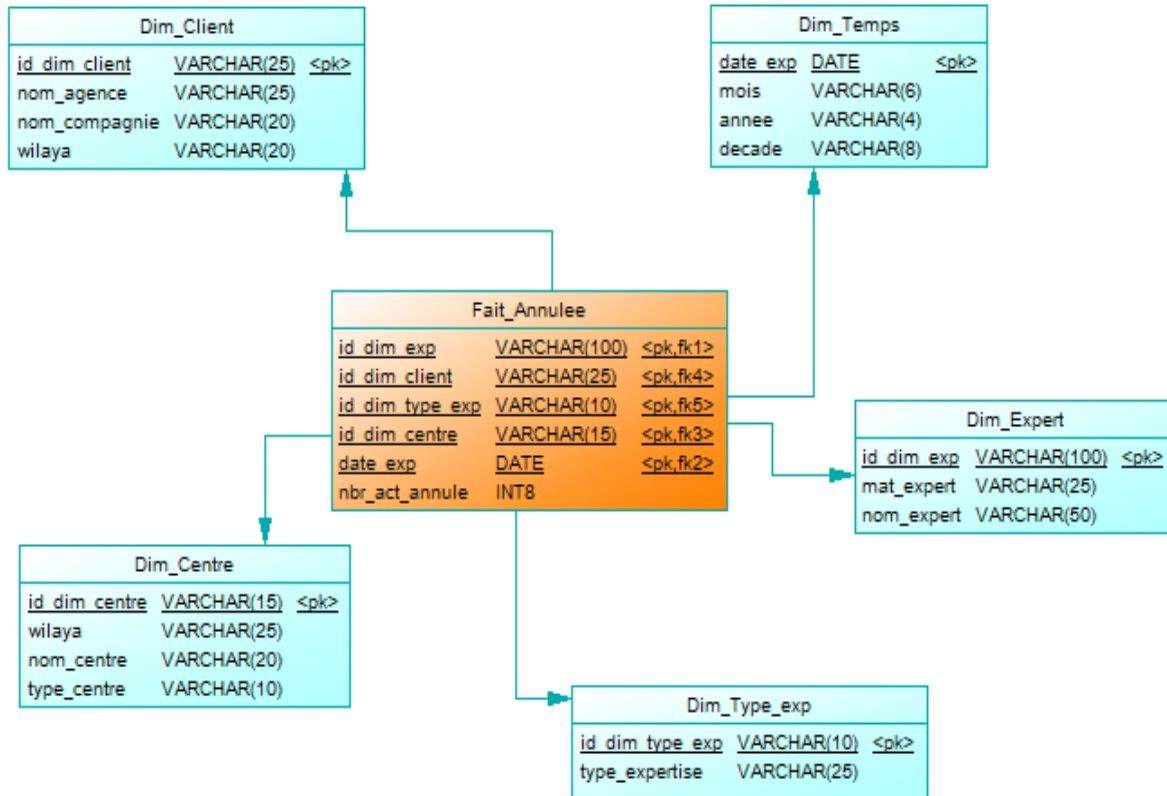 Dim_Client
id_dim_client VARCHAR(25) <pk>
nom_agence VARCHAR(25)
nom_compagnie VARCHAR(20)
wilaya VARCHAR(20)
Dim_Temps
date_exp DATE <pk>
mois VARCHAR(6)
annee VARCHAR(4)
decade VARCHAR(8)
Fait_Annulee
id_dim_exp VARCHAR(100) <pk,fk1>
id_dim_client VARCHAR(25) <pk,fk4>
id_dim_type_exp VARCHAR(10) <pk,fk5>
id_dim_centre VARCHAR(15) <pk,fk3>
date_exp DATE <pk,fk2>
nbr_act_annule INT8
Dim_Expert
id_dim_exp VARCHAR(100) <pk>
mat_expert VARCHAR(25)
nom_expert VARCHAR(50)
Dim_Centre
id_dim_centre VARCHAR(15) <pk>
wilaya VARCHAR(25)
nom_centre VARCHAR(20)
type_centre VARCHAR(10)
Dim_Type_exp
id_dim_type_exp VARCHAR(10) <pk>
type_expertise VARCHAR(25)